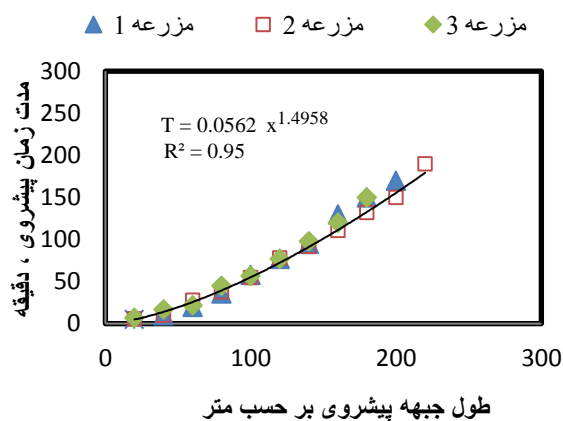 مزرعه 1 مزرعه 2 مزرعه 3
مدت زمان پیشروی ، دقیقه
300
250
200
150
100
50
0
T = 0.0562 x^1.4958
R² = 0.95
0 100 200 300
طول جبهه پیشروی بر حسب متر